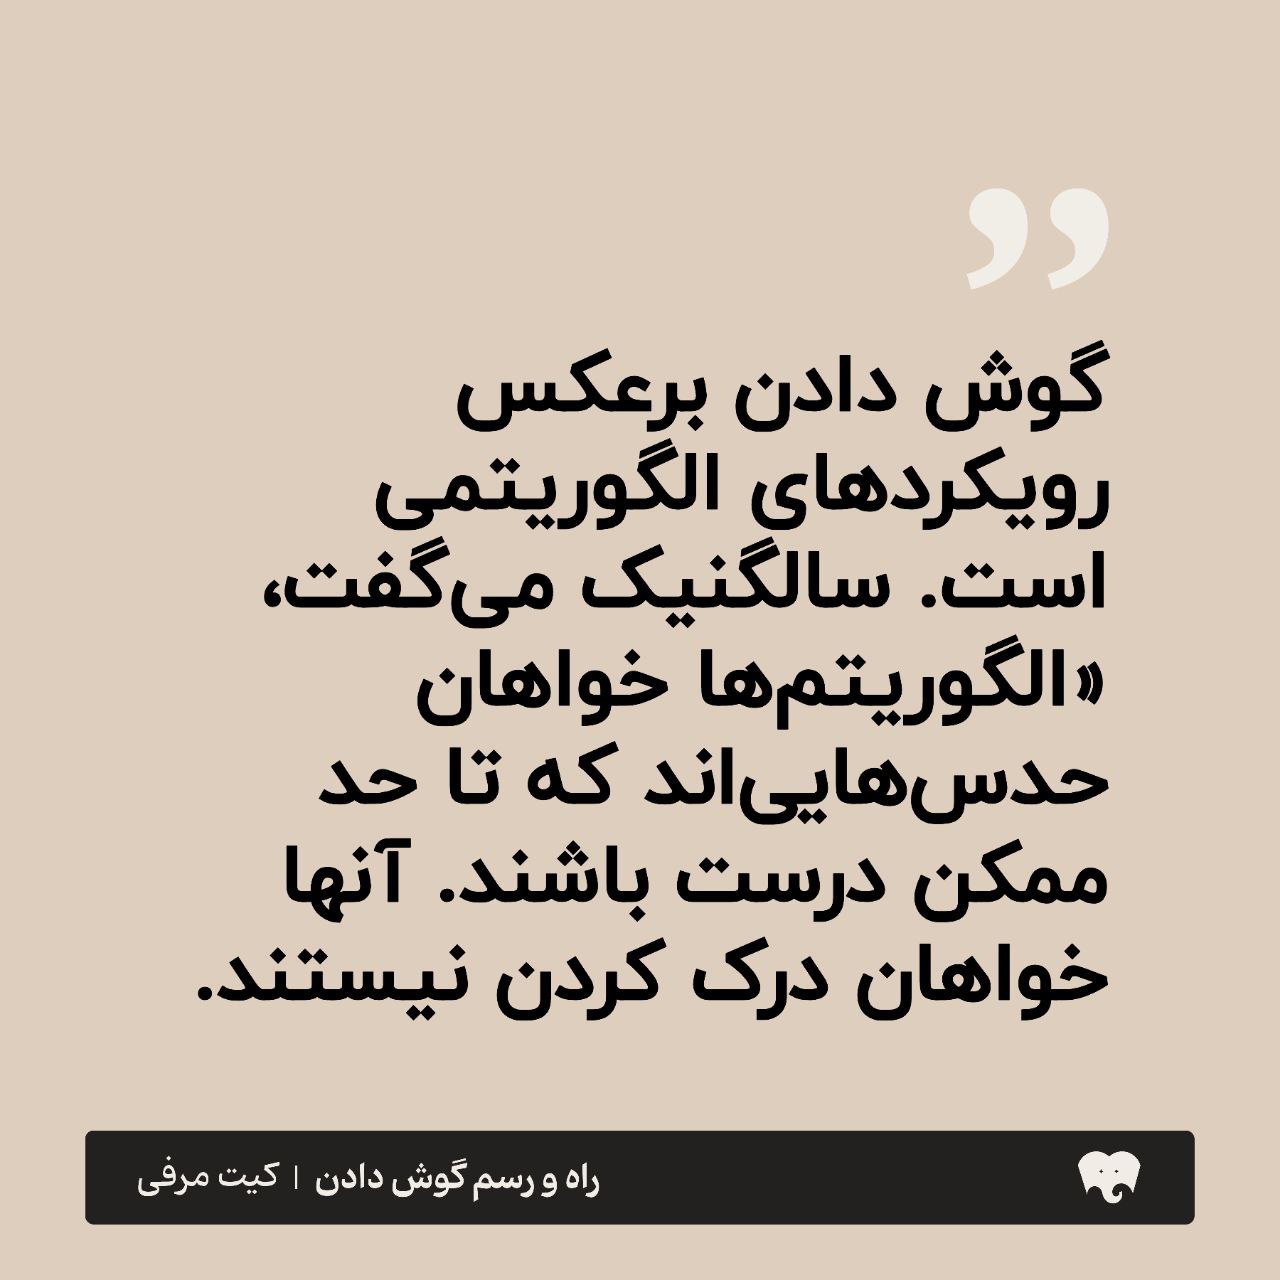 ”
گوش دادن برعکس
رویکردهای الگوریتمی
است. سالگنیک می‌گفت،
«الگوریتم‌ها خواهان
حدس‌هایی‌اند که تا حد
ممکن درست باشند. آنها
خواهان درک کردن نیستند.
راه و رسم گوش دادن | کیت مرفی